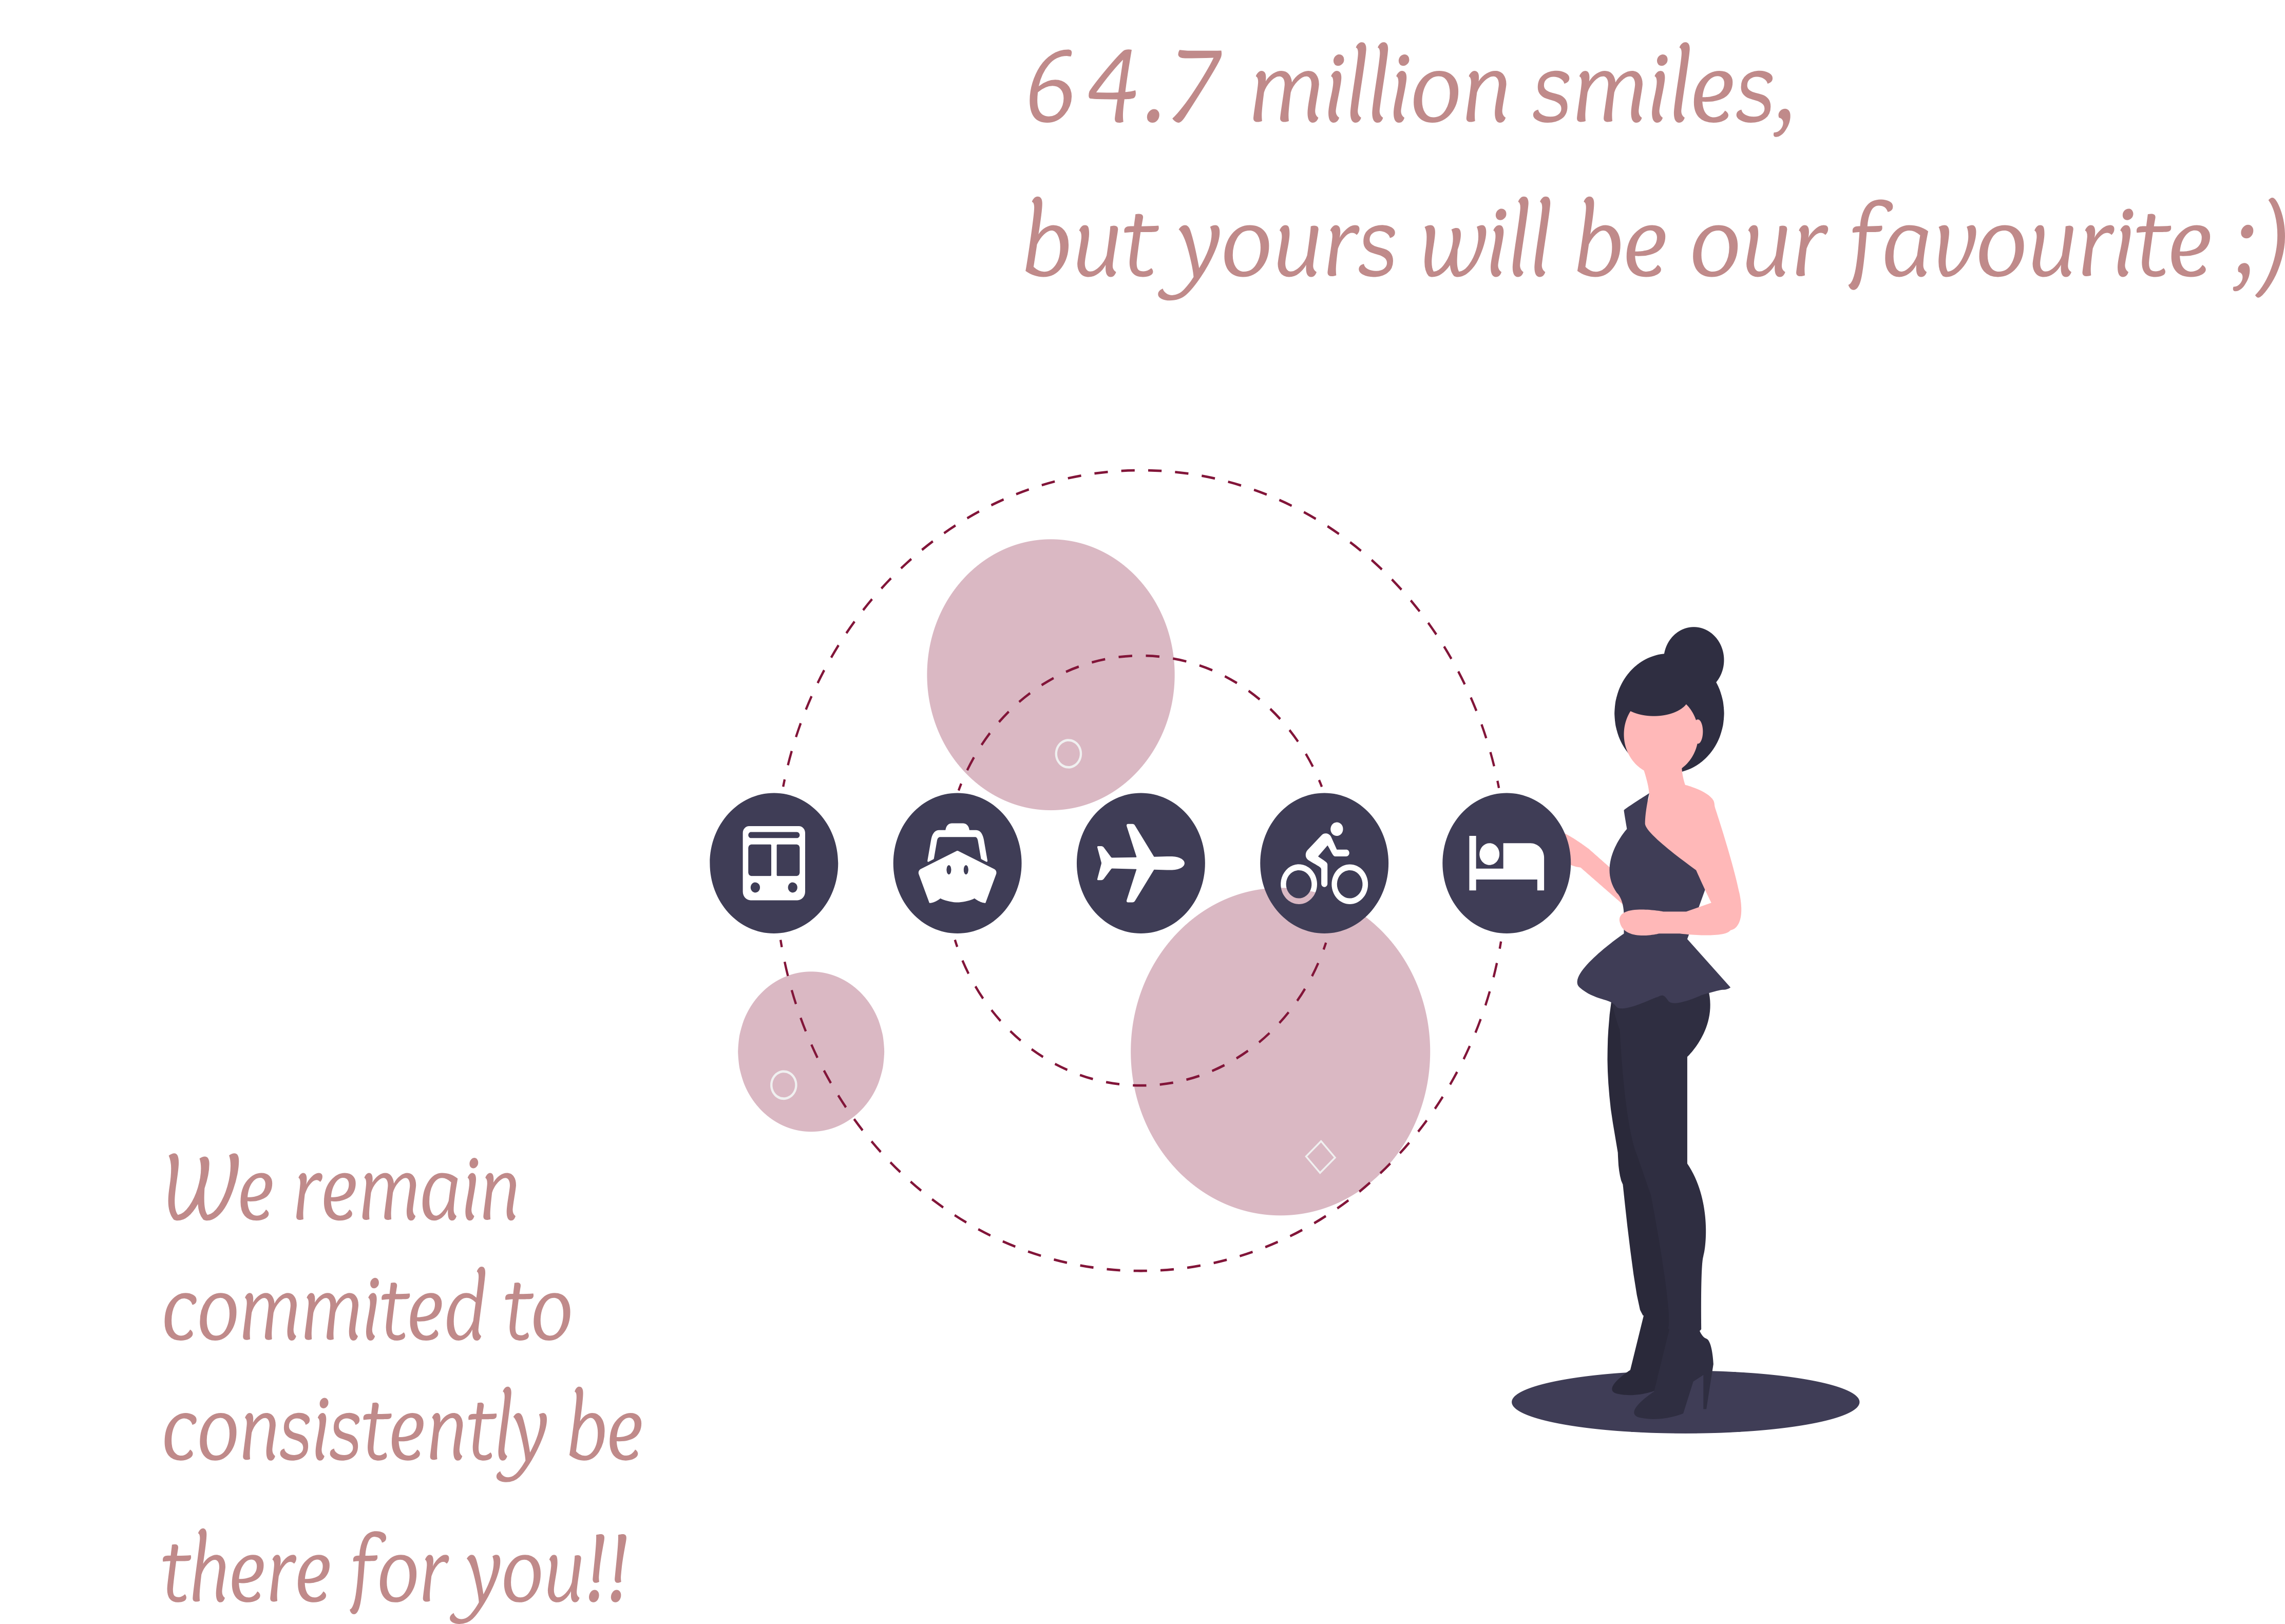 64.7 million smiles,
but yours will be our favourite ;)
We remain
commited to
consistently be
there for you!!